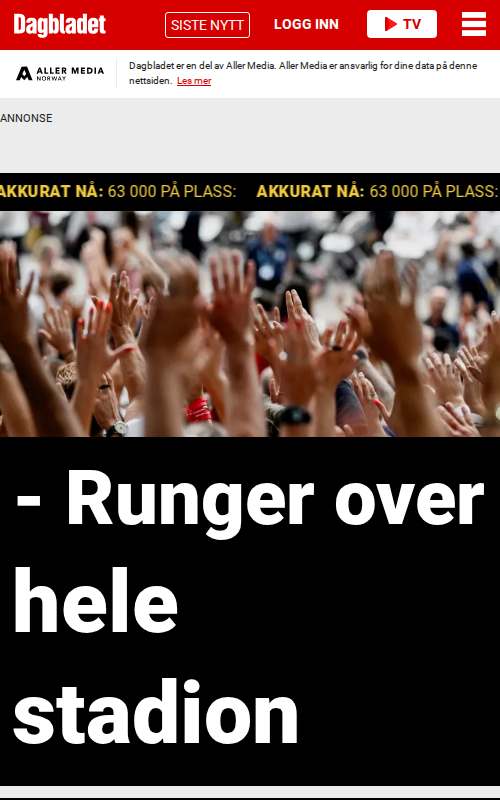 Dagbladet SISTE NYTT LOGG INN TV
ALLER MEDIA
NORWAY
Dagbladet er en del av Aller Media. Aller Media er ansvarlig for dine data på denne
nettsiden. Les mer
ANNONSE
AKKURAT NÅ: 63 000 PÅ PLASS: AKKURAT NÅ: 63 000 PÅ PLASS:
- Runger over
hele
stadion